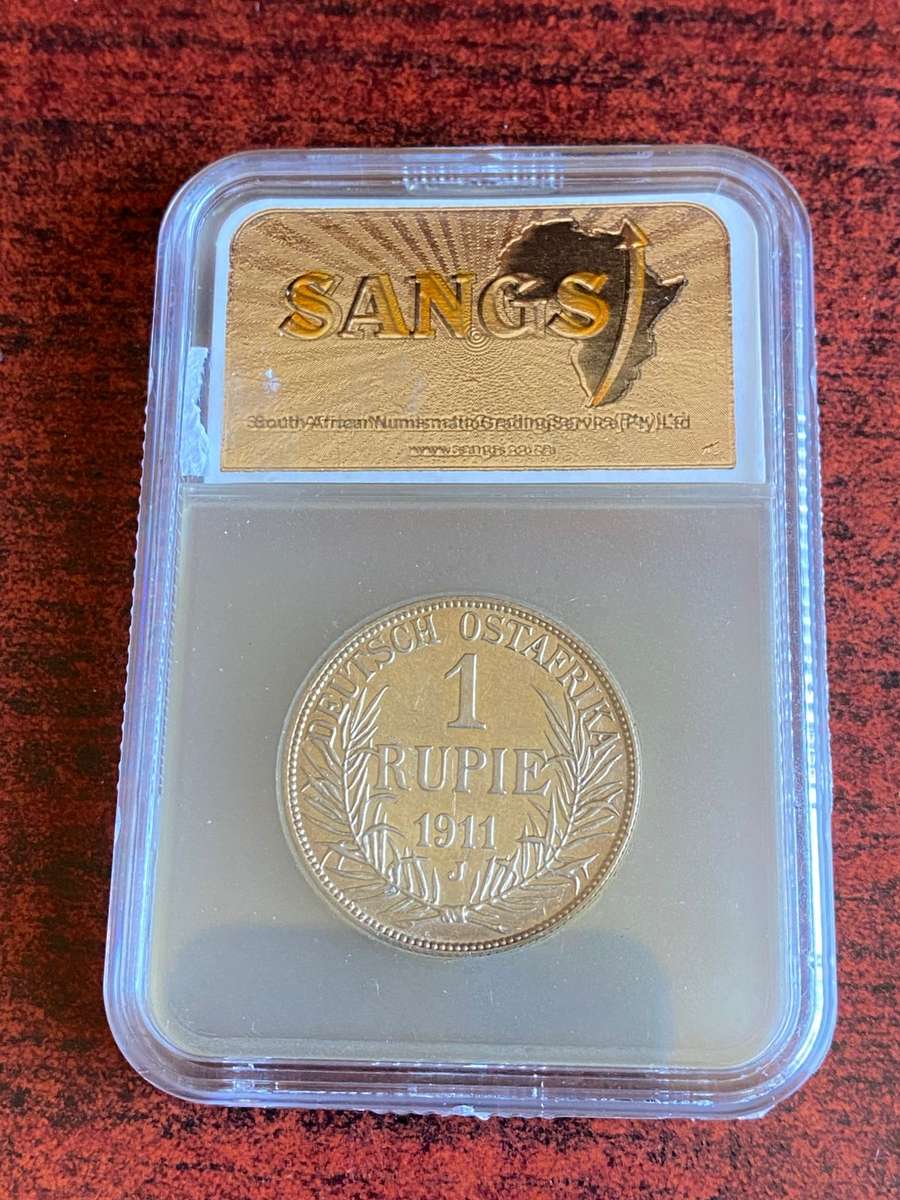 SANGS
South African Numismatic Grading Service (Pty) Ltd
DEUTSCH OSTAFRIKA
1
RUPIE
1911
J